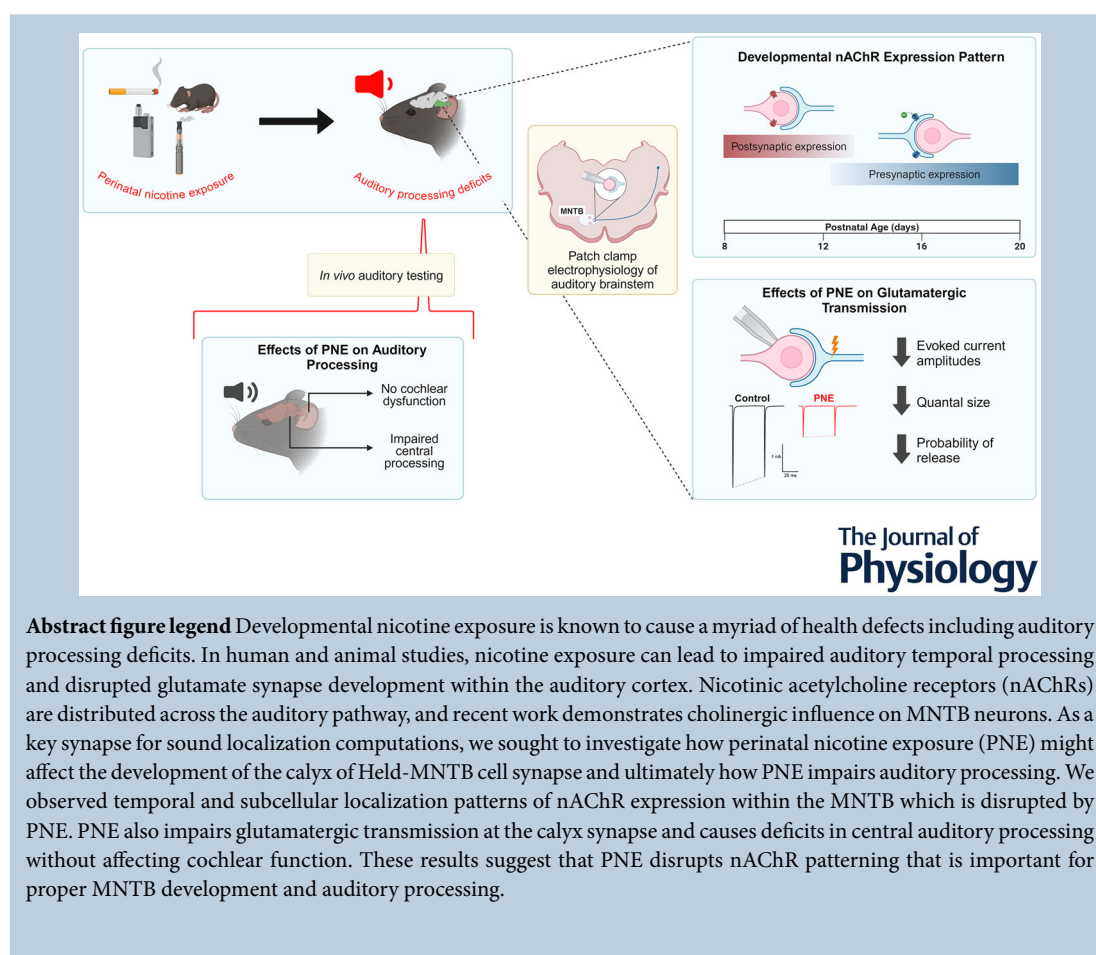 Perinatal nicotine exposure
Auditory processing deficits
In vivo auditory testing
Effects of PNE on Auditory
Processing
No cochlear
dysfunction
Impaired
central
processing
MNTB
Patch clamp
electrophysiology of
auditory brainstem
Developmental nAChR Expression Pattern
Postsynaptic expression
Presynaptic expression
Postnatal Age (days)
8 12 16 20
Effects of PNE on Glutamatergic
Transmission
Control PNE
1 nA
25 ms
Evoked current
amplitudes
Quantal size
Probability of
release
The Journal of
Physiology
Abstract figure legend Developmental nicotine exposure is known to cause a myriad of health defects including auditory
processing deficits. In human and animal studies, nicotine exposure can lead to impaired auditory temporal processing
and disrupted glutamate synapse development within the auditory cortex. Nicotinic acetylcholine receptors (nAChRs)
are distributed across the auditory pathway, and recent work demonstrates cholinergic influence on MNTB neurons. As a
key synapse for sound localization computations, we sought to investigate how perinatal nicotine exposure (PNE) might
affect the development of the calyx of Held-MNTB cell synapse and ultimately how PNE impairs auditory processing. We
observed temporal and subcellular localization patterns of nAChR expression within the MNTB which is disrupted by
PNE. PNE also impairs glutamatergic transmission at the calyx synapse and causes deficits in central auditory processing
without affecting cochlear function. These results suggest that PNE disrupts nAChR patterning that is important for
proper MNTB development and auditory processing.